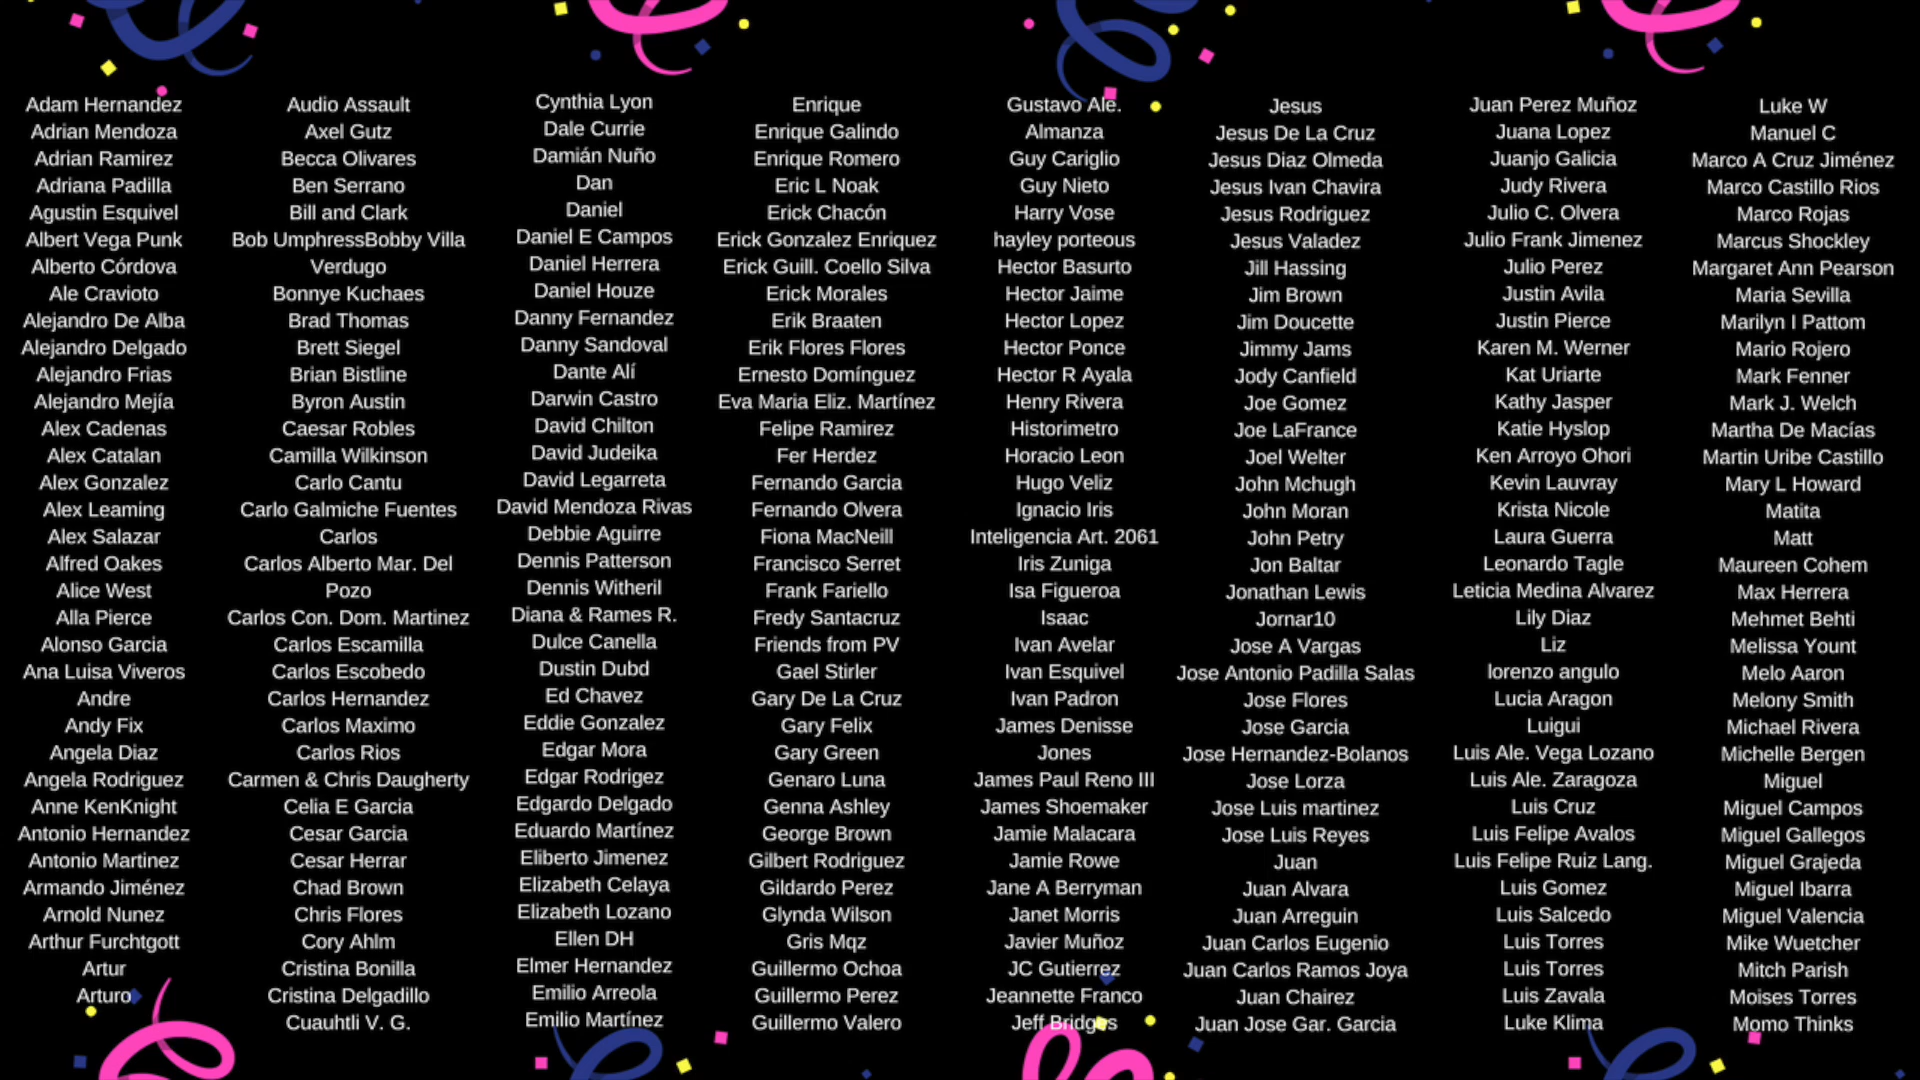 Adam Hernandez
Adrian Mendoza
Adrian Ramirez
Adriana Padilla
Agustin Esquivel
Albert Vega Punk
Alberto Córdova
Ale Cravioto
Alejandro De Alba
Alejandro Delgado
Alejandro Frias
Alejandro Mejía
Alex Cadenas
Alex Catalan
Alex Gonzalez
Alex Leaming
Alex Salazar
Alfred Oakes
Alice West
Alla Pierce
Alonso Garcia
Ana Luisa Viveros
Andre
Andy Fix
Angela Diaz
Angela Rodriguez
Anne KenKnight
Antonio Hernandez
Antonio Martinez
Armando Jiménez
Arnold Nunez
Arthur Furchtgott
Artur
Arturo
Audio Assault
Axel Gutz
Becca Olivares
Ben Serrano
Bill and Clark
Bob UmphressBobby Villa
Verdugo
Bonnye Kuchaes
Brad Thomas
Brett Siegel
Brian Bistline
Byron Austin
Caesar Robles
Camilla Wilkinson
Carlo Cantu
Carlo Galmiche Fuentes
Carlos
Carlos Alberto Mar. Del
Pozo
Carlos Con. Dom. Martinez
Carlos Escamilla
Carlos Escobedo
Carlos Hernandez
Carlos Maximo
Carlos Rios
Carmen & Chris Daugherty
Celia E Garcia
Cesar Garcia
Cesar Herrar
Chad Brown
Chris Flores
Cory Ahlm
Cristina Bonilla
Cristina Delgadillo
Cuauhtli V. G.
Cynthia Lyon
Dale Currie
Damián Nuño
Dan
Daniel
Daniel E Campos
Daniel Herrera
Daniel Houze
Danny Fernandez
Danny Sandoval
Dante Alí
Darwin Castro
David Chilton
David Judeika
David Legarreta
David Mendoza Rivas
Debbie Aguirre
Dennis Patterson
Dennis Witheril
Diana & Rames R.
Dulce Canella
Dustin Dubd
Ed Chavez
Eddie Gonzalez
Edgar Mora
Edgar Rodrigez
Edgardo Delgado
Eduardo Martínez
Eliberto Jimenez
Elizabeth Celaya
Elizabeth Lozano
Ellen DH
Elmer Hernandez
Emilio Arreola
Emilio Martínez
Enrique
Enrique Galindo
Enrique Romero
Eric L Noak
Erick Chacón
Erick Gonzalez Enriquez
Erick Guill. Coello Silva
Erick Morales
Erik Braaten
Erik Flores Flores
Ernesto Domínguez
Eva Maria Eliz. Martínez
Felipe Ramirez
Fer Herdez
Fernando Garcia
Fernando Olvera
Fiona MacNeill
Francisco Serret
Frank Fariello
Fredy Santacruz
Friends from PV
Gael Stirler
Gary De La Cruz
Gary Felix
Gary Green
Genaro Luna
Genna Ashley
George Brown
Gilbert Rodriguez
Gildardo Perez
Glynda Wilson
Gris Mqz
Guillermo Ochoa
Guillermo Perez
Guillermo Valero
Gustavo Ale.
Almanza
Guy Cariglio
Guy Nieto
Harry Vose
hayley porteous
Hector Basurto
Hector Jaime
Hector Lopez
Hector Ponce
Hector R Ayala
Henry Rivera
Historimetro
Horacio Leon
Hugo Veliz
Ignacio Iris
Inteligencia Art. 2061
Iris Zuniga
Isa Figueroa
Isaac
Ivan Avelar
Ivan Esquivel
Ivan Padron
James Denisse
Jones
James Paul Reno III
James Shoemaker
Jamie Malacara
Jamie Rowe
Jane A Berryman
Janet Morris
Javier Muñoz
JC Gutierrez
Jeannette Franco
Jeff Bridges
Jesus
Jesus De La Cruz
Jesus Diaz Olmeda
Jesus Ivan Chavira
Jesus Rodriguez
Jesus Valadez
Jill Hassing
Jim Brown
Jim Doucette
Jimmy Jams
Jody Canfield
Joe Gomez
Joe LaFrance
Joel Welter
John Mchugh
John Moran
John Petry
Jon Baltar
Jonathan Lewis
Jornar10
Jose A Vargas
Jose Antonio Padilla Salas
Jose Flores
Jose Garcia
Jose Hernandez-Bolanos
Jose Lorza
Jose Luis martinez
Jose Luis Reyes
Juan
Juan Alvara
Juan Arreguin
Juan Carlos Eugenio
Juan Carlos Ramos Joya
Juan Chairez
Juan Jose Gar. Garcia
Juan Perez Muñoz
Juana Lopez
Juanjo Galicia
Judy Rivera
Julio C. Olvera
Julio Frank Jimenez
Julio Perez
Justin Avila
Justin Pierce
Karen M. Werner
Kat Uriarte
Kathy Jasper
Katie Hyslop
Ken Arroyo Ohori
Kevin Lauvray
Krista Nicole
Laura Guerra
Leonardo Tagle
Leticia Medina Alvarez
Lily Diaz
Liz
lorenzo angulo
Lucia Aragon
Luigui
Luis Ale. Vega Lozano
Luis Ale. Zaragoza
Luis Cruz
Luis Felipe Avalos
Luis Felipe Ruiz Lang.
Luis Gomez
Luis Salcedo
Luis Torres
Luis Torres
Luis Zavala
Luke Klima
Luke W
Manuel C
Marco A Cruz Jiménez
Marco Castillo Rios
Marco Rojas
Marcus Shockley
Margaret Ann Pearson
Maria Sevilla
Marilyn I Pattom
Mario Rojero
Mark Fenner
Mark J. Welch
Martha De Macías
Martin Uribe Castillo
Mary L Howard
Matita
Matt
Maureen Cohem
Max Herrera
Mehmet Behti
Melissa Yount
Melo Aaron
Melony Smith
Michael Rivera
Michelle Bergen
Miguel
Miguel Campos
Miguel Gallegos
Miguel Grajeda
Miguel Ibarra
Miguel Valencia
Mike Wuetcher
Mitch Parish
Moises Torres
Momo Thinks